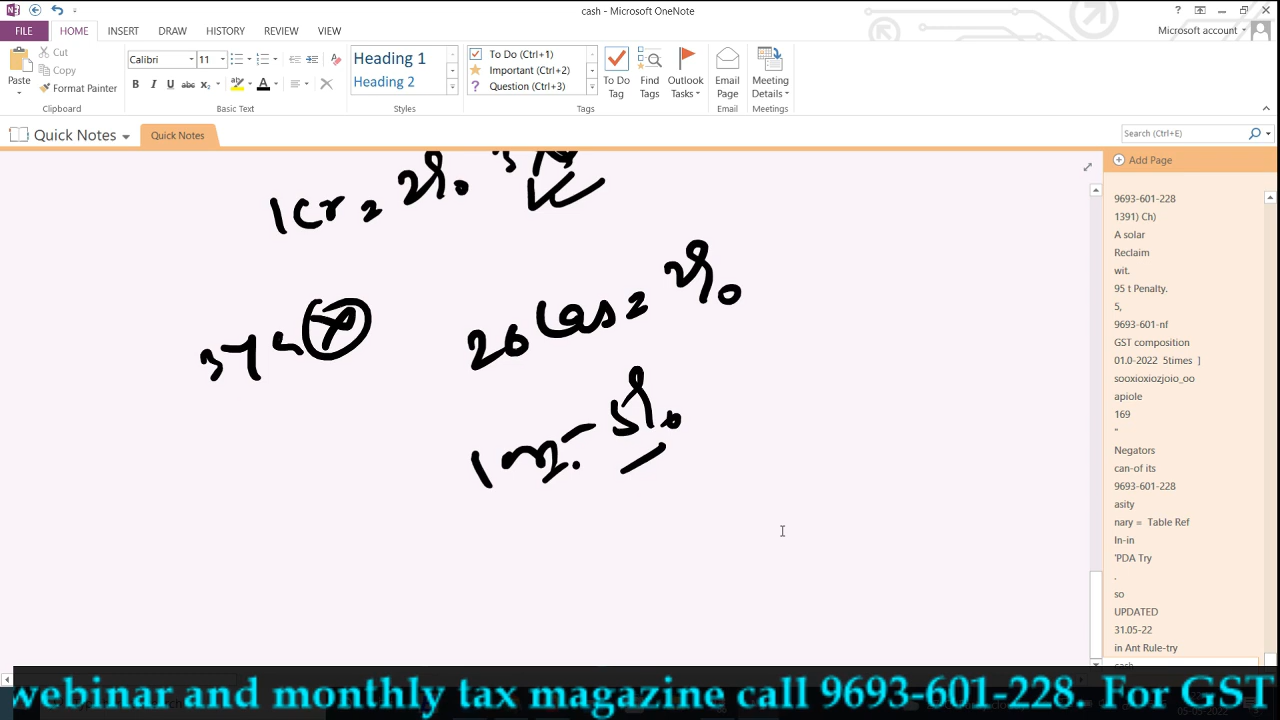 cash - Microsoft OneNote
FILE HOME INSERT DRAW HISTORY REVIEW VIEW
Microsoft account
Paste
Cut
Copy
Format Painter
Clipboard
Calibri 11
B I U abc
Basic Text
Heading 1
Heading 2
Styles
To Do (Ctrl+1)
Important (Ctrl+2)
Question (Ctrl+3)
Tags
To Do Tag
Find Tags
Outlook Tasks
Email Page
Email
Meeting Details
Meetings
Quick Notes
Quick Notes
Search (Ctrl+E)
Add Page
1Cr = 2%
3 Yrs
20 Lac = 2%
5%
9693-601-228
1391) Ch)
A solar
Reclaim
wit.
95 t Penalty.
5,
9693-601-nf
GST composition
01.0-2022 5times ]
sooxioxiozjoio_oo
apiole
169
"
Negators
can-of its
9693-601-228
asity
nary = Table Ref
In-in
'PDA Try
.
so
UPDATED
31.05-22
in Ant Rule-try
cash
webinar and monthly tax magazine call 9693-601-228. For GST